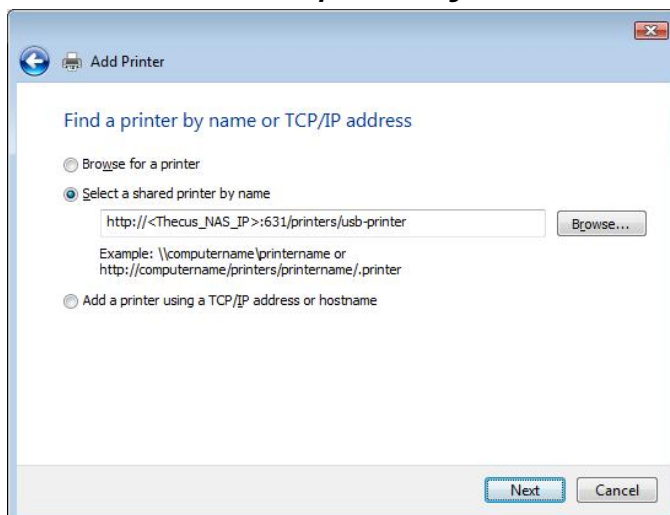 Add Printer
Find a printer by name or TCP/IP address
Browse for a printer
Select a shared printer by name
http://<Thecus_NAS_IP>:631/printers/usb-printer
Browse...
Example: \\computername\printername or
http://computername/printers/printername/.printer
Add a printer using a TCP/IP address or hostname
Next
Cancel